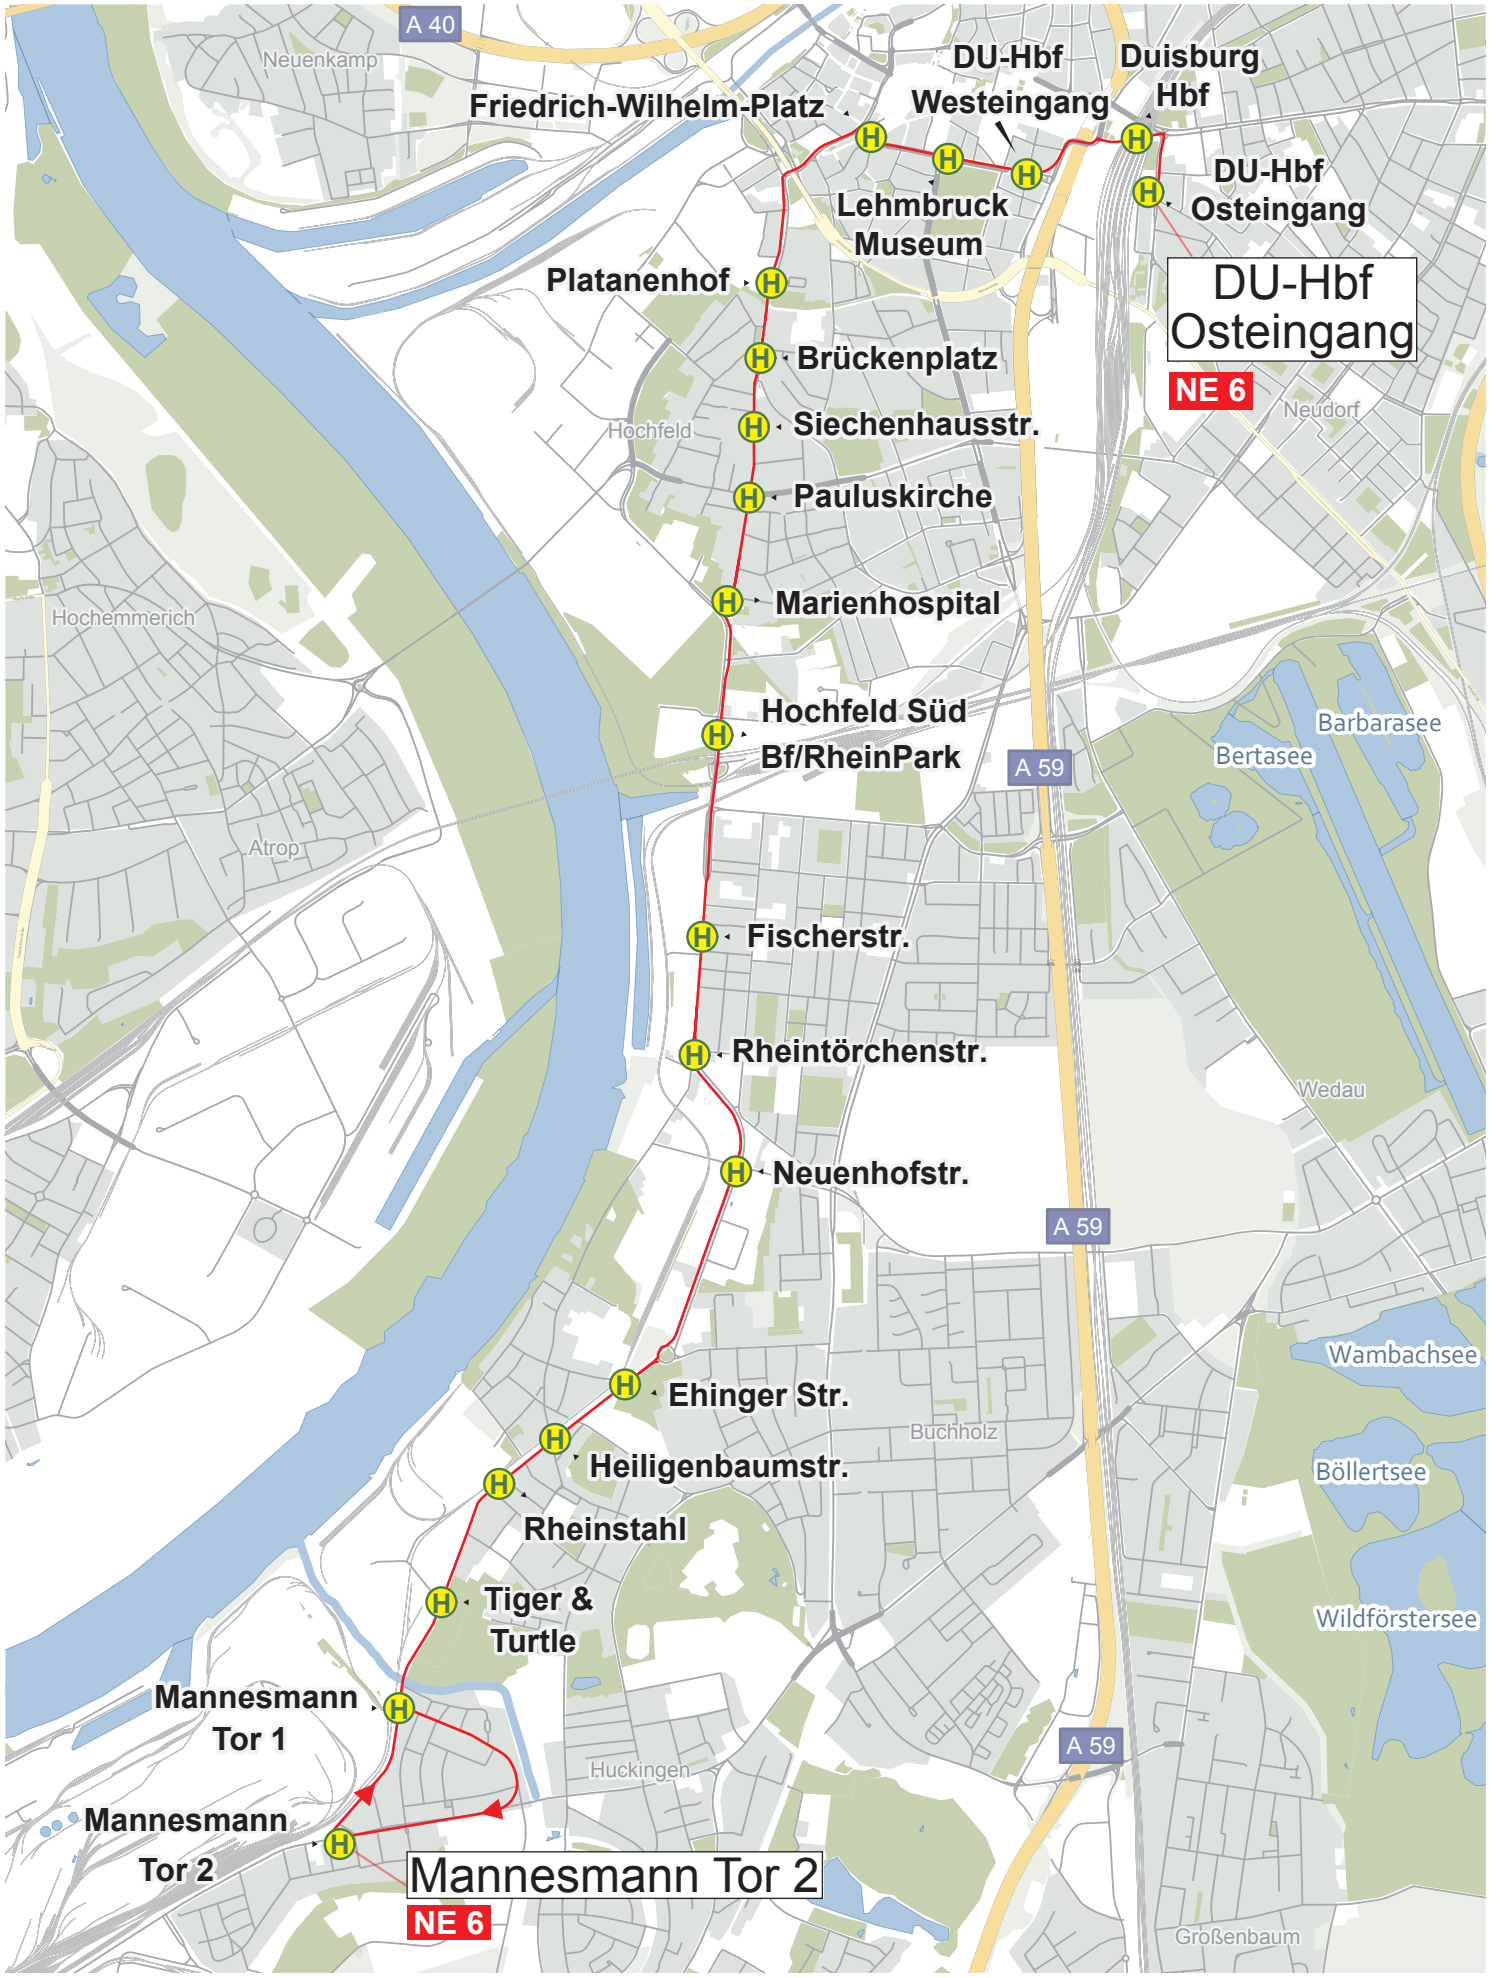 A 40
Neuenkamp
DU-Hbf
Westeingang
Duisburg
Hbf
Friedrich-Wilhelm-Platz
H
H
H
H
H
Lehmbruck
Museum
DU-Hbf
Osteingang
DU-Hbf
Osteingang
NE 6
Platanenhof
H
H
Brückenplatz
Neudorf
Hochfeld
H
Siechenhausstr.
H
Pauluskirche
H
Marienhospital
Hochemmerich
H
Hochfeld Süd
Bf/RheinPark
Barbarasee
Bertasee
A 59
Atrop
H
Fischerstr.
H
Rheintörchenstr.
Wedau
H
Neuenhofstr.
A 59
Wambachsee
H
Ehinger Str.
Buchholz
H
Heiligenbaumstr.
Böllertsee
H
Rheinstahl
H
Tiger &
Turtle
Wildförstersee
Mannesmann
Tor 1
H
A 59
Huckingen
Mannesmann
Tor 2
H
Mannesmann Tor 2
NE 6
Großenbaum